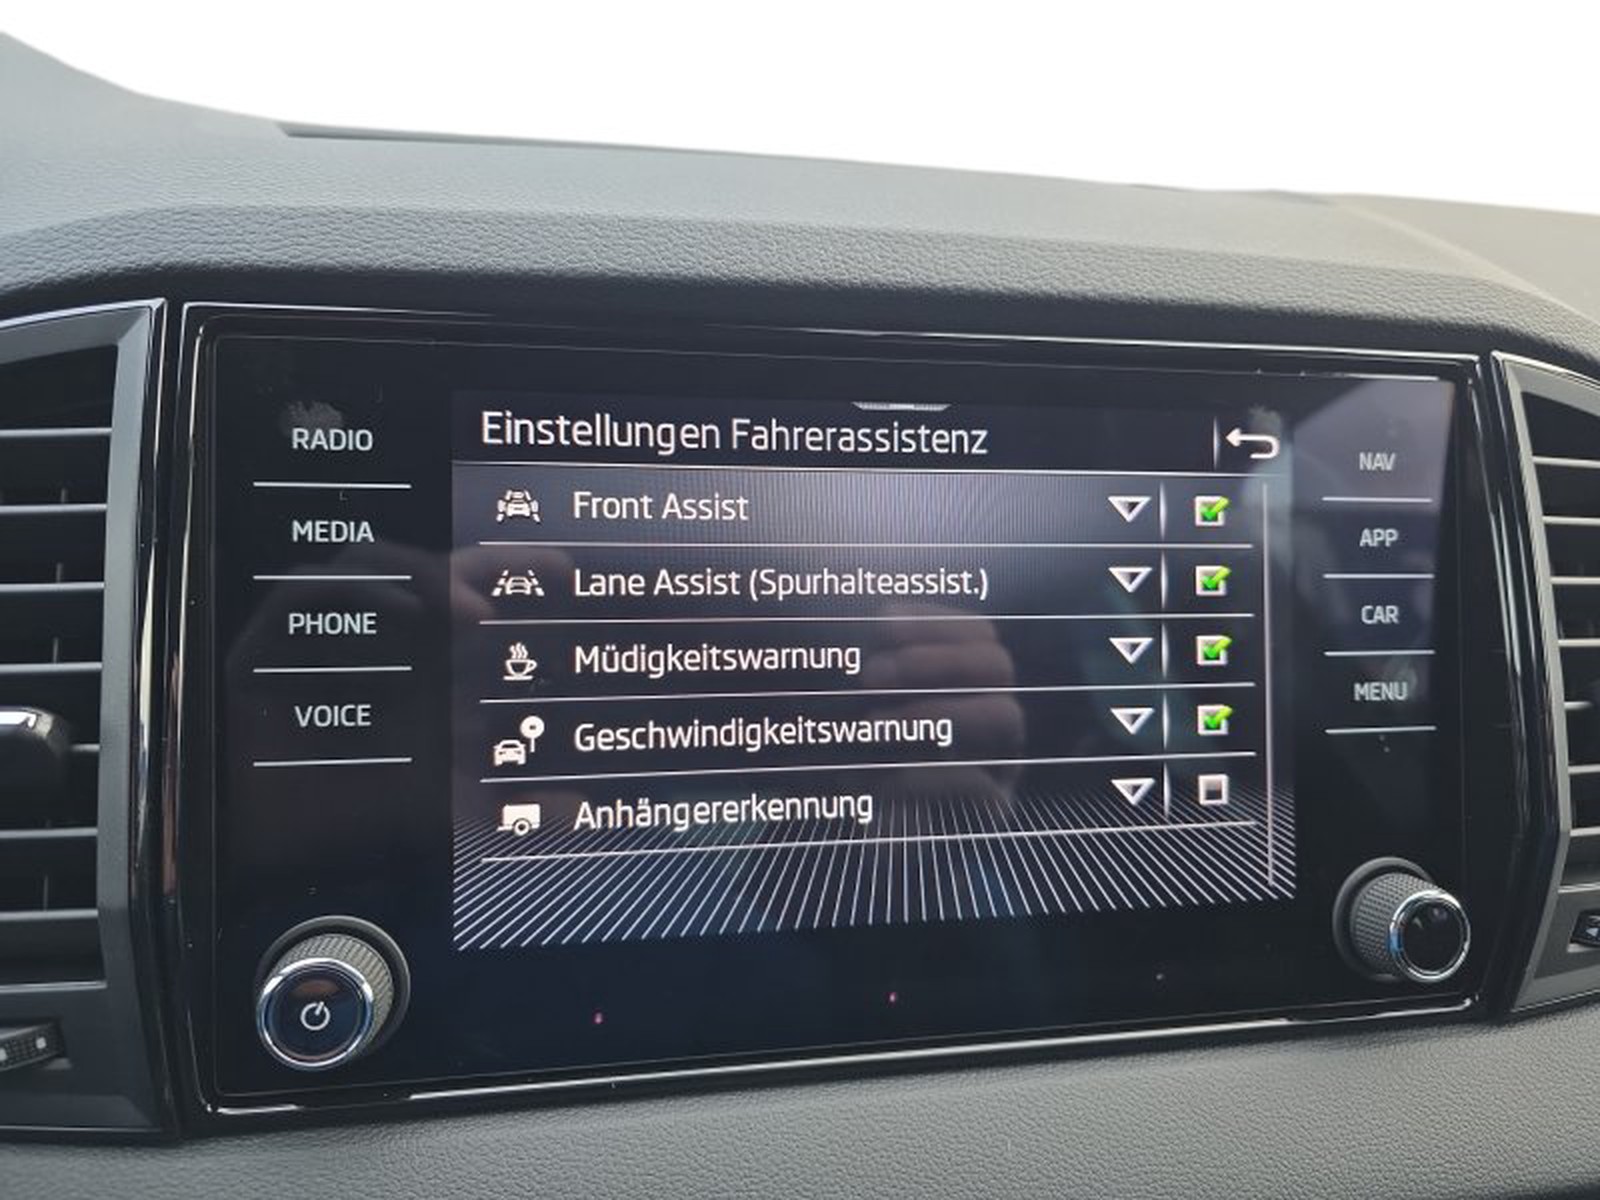 RADIO
MEDIA
PHONE
VOICE
Einstellungen Fahrerassistenz
Front Assist
Lane Assist (Spurhalteassist.)
Müdigkeitswarnung
Geschwindigkeitswarnung
Anhängererkennung
NAV
APP
CAR
MENU